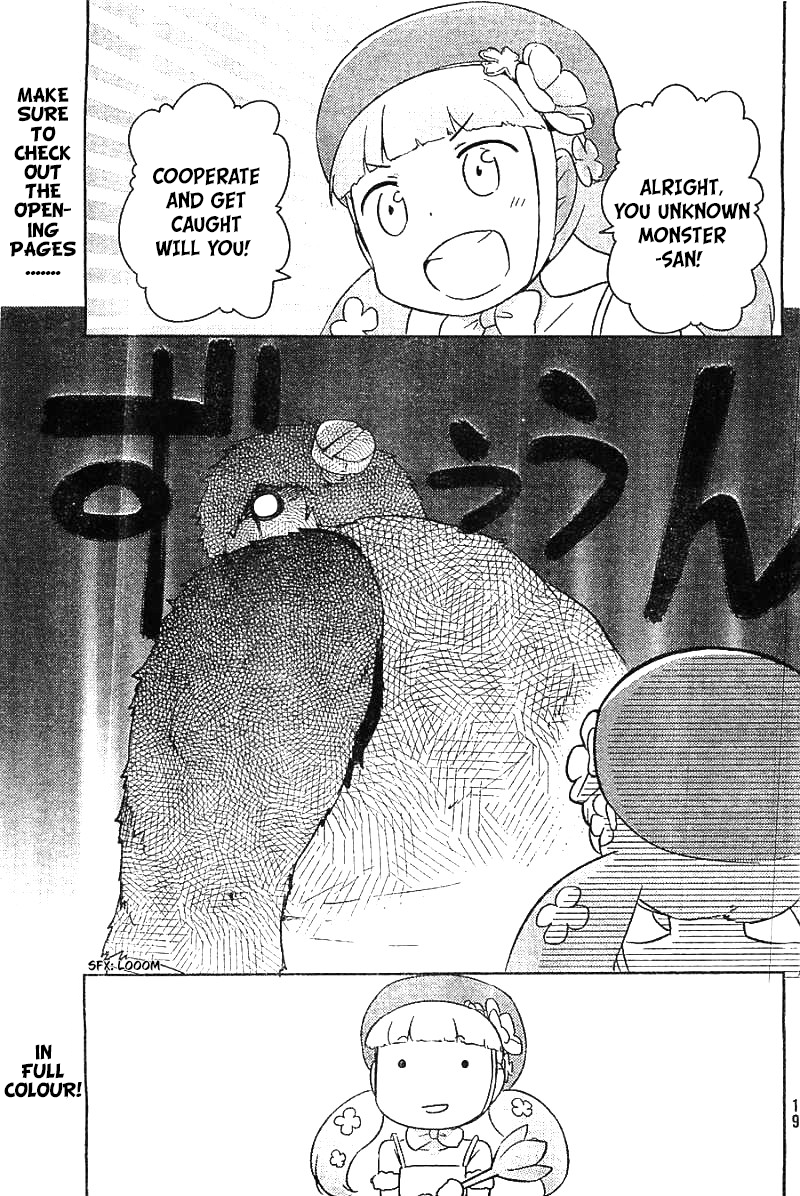 ALRIGHT,
YOU UNKNOWN
MONSTER
-SAN!
COOPERATE
AND GET
CAUGHT
WILL YOU!
MAKE
SURE
TO
CHECK
OUT
THE
OPEN-
ING
PAGES
.......
ずぅうん
SFX: LOOOM
IN
FULL
COLOUR!
19